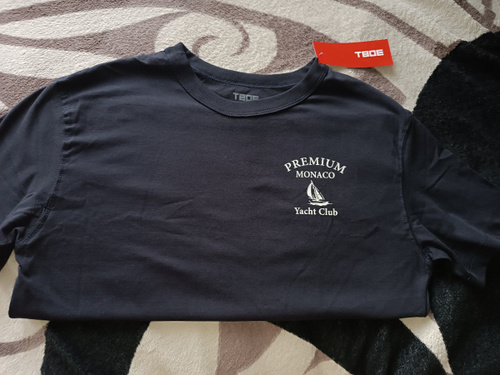 TBOE
TBOE
PREMIUM
MONACO
Yacht Club